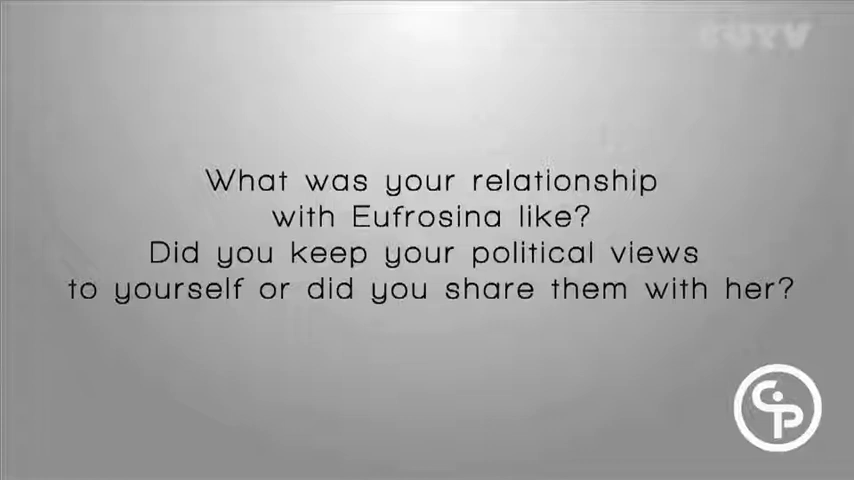 What was your relationship
with Eufrosina like?
Did you keep your political views
to yourself or did you share them with her?
CP